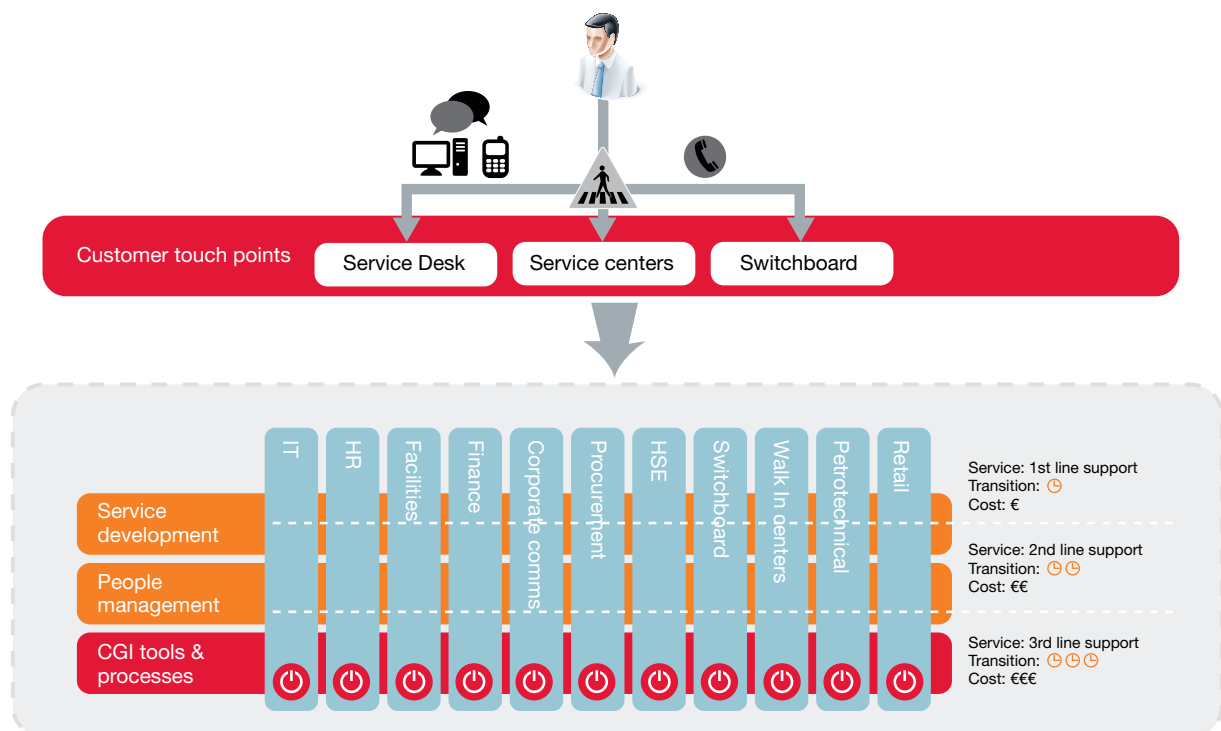 Customer touch points
Service Desk
Service centers
Switchboard
IT
HR
Facilities
Finance
Corporate comms
Procurement
HSE
Switchboard
Walk In centers
Petrotechnical
Retail
Service
development
People
management
CGI tools &
processes
Service: 1st line support
Transition:
Cost: €
Service: 2nd line support
Transition:
Cost: €€
Service: 3rd line support
Transition:
Cost: €€€